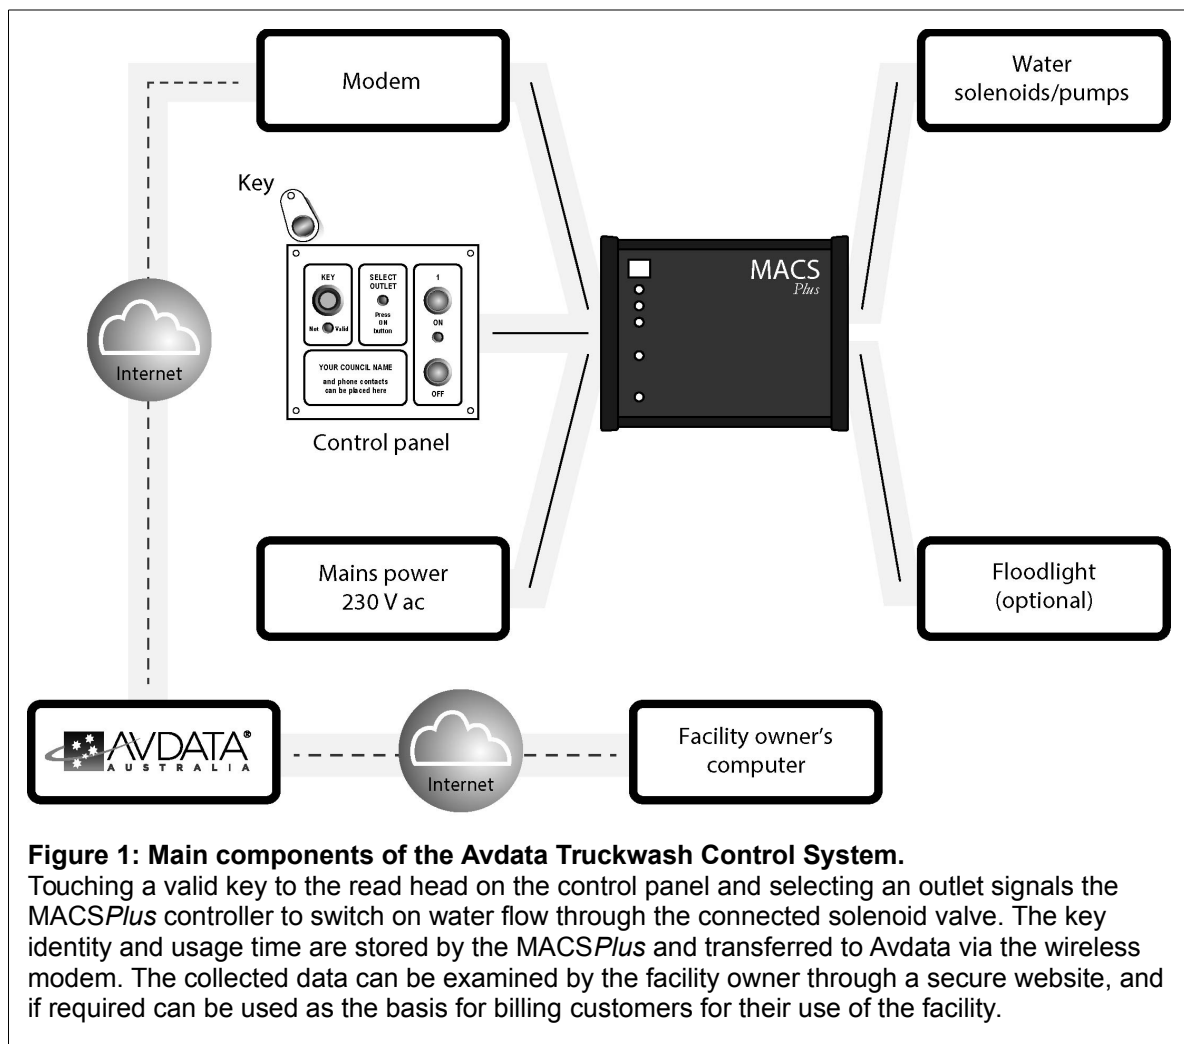 Modem
Water
solenoids/pumps
Key
KEY
Not Valid
SELECT
OUTLET
Press
ON
button
1
ON
OFF
YOUR COUNCIL NAME
and phone contacts
can be placed here
Control panel
MACS
Plus
Internet
Mains power
230 V ac
Floodlight
(optional)
AVDATA®
AUSTRALIA
Internet
Facility owner's
computer
Figure 1: Main components of the Avdata Truckwash Control System.
Touching a valid key to the read head on the control panel and selecting an outlet signals the
MACSPlus controller to switch on water flow through the connected solenoid valve. The key
identity and usage time are stored by the MACSPlus and transferred to Avdata via the wireless
modem. The collected data can be examined by the facility owner through a secure website, and
if required can be used as the basis for billing customers for their use of the facility.